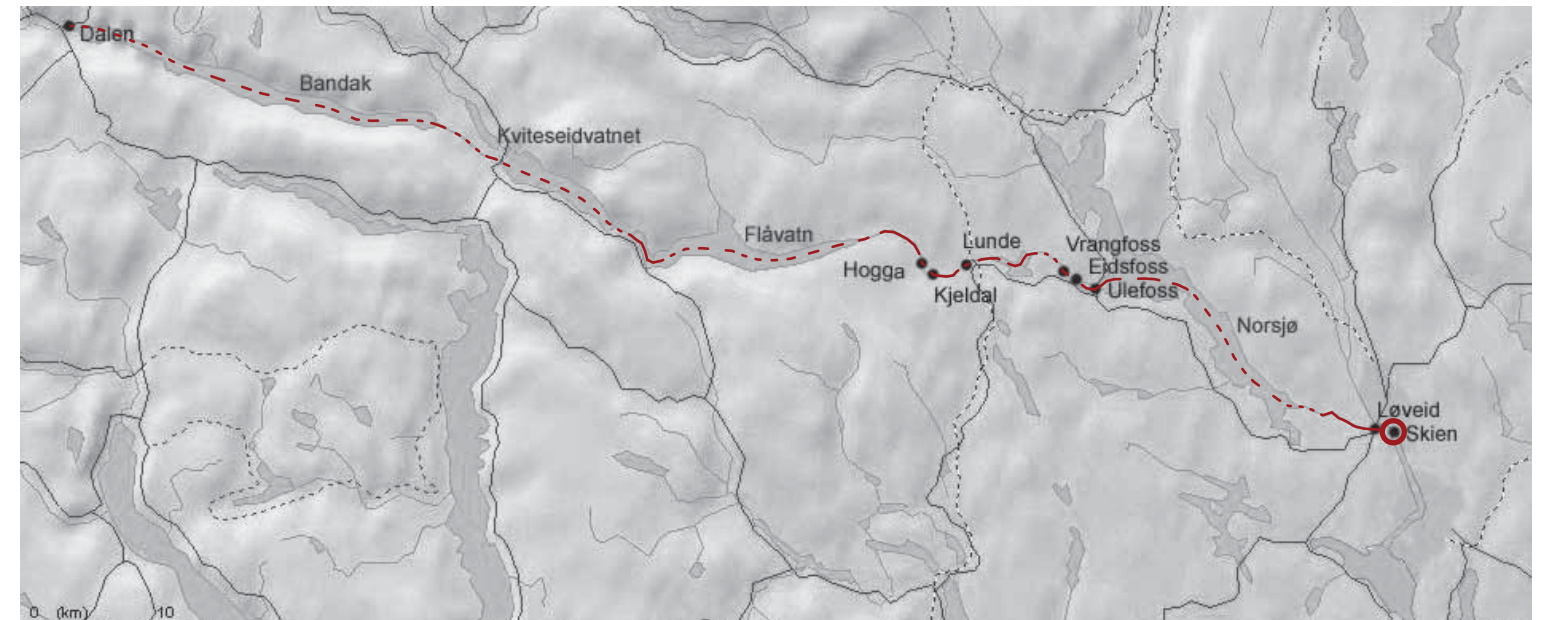 Dalen
Bandak
Kviteseidvatnet
Flåvatn
Hogga
Kjeldal
Lunde
Vrangfoss
Eidsfoss
Ulefoss
Norsjø
Løveid
Skien
0 (km) 10